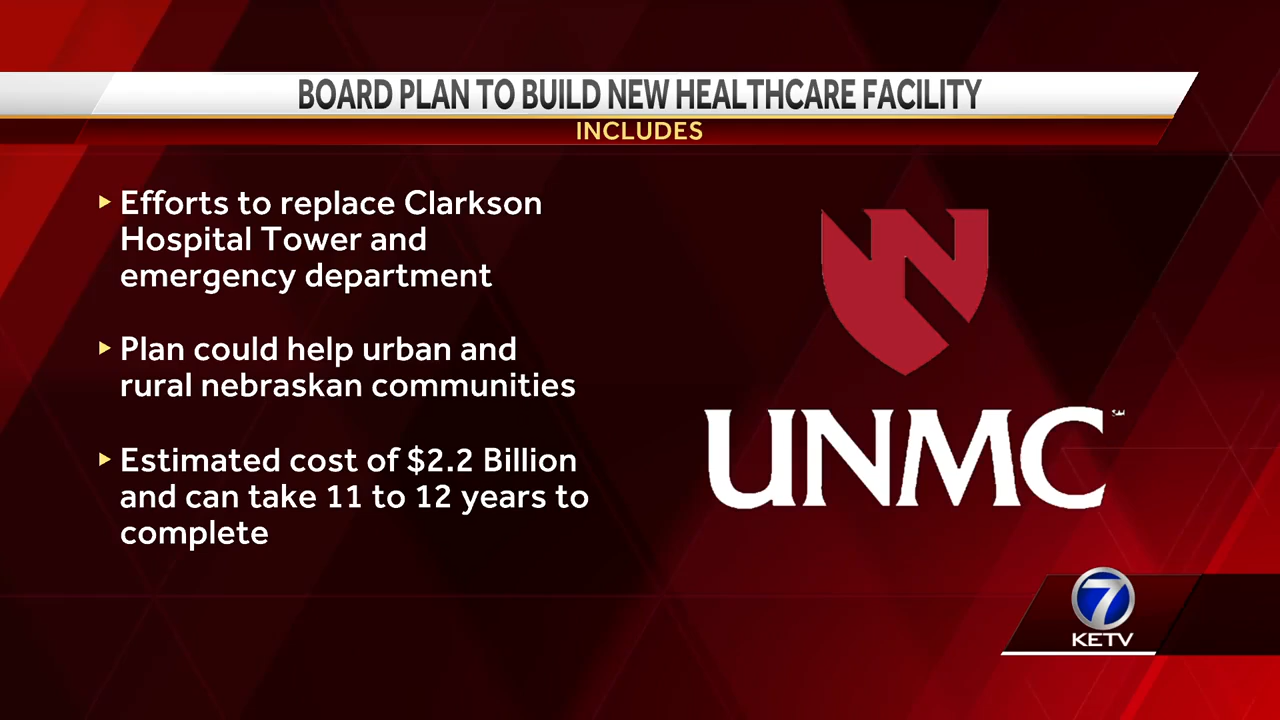 BOARD PLAN TO BUILD NEW HEALTHCARE FACILITY
INCLUDES
Efforts to replace Clarkson
Hospital Tower and
emergency department
Plan could help urban and
rural nebraskan communities
Estimated cost of $2.2 Billion
and can take 11 to 12 years to
complete
N
UNMC
7
KETV